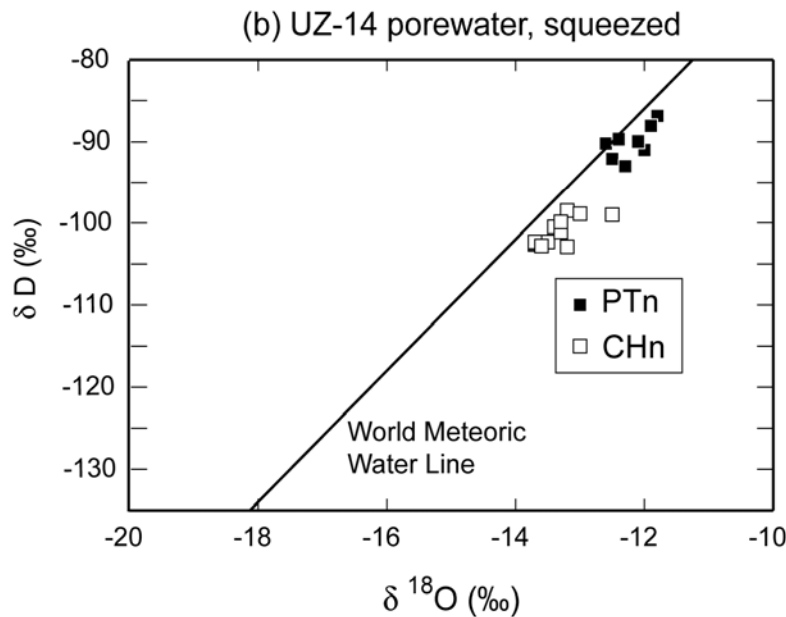 (b) UZ-14 porewater, squeezed
-80
-90
-100
-110
-120
-130
δ D (‰)
PTn
CHn
World Meteoric
Water Line
-20
-18
-16
-14
-12
-10
δ ¹⁸O (‰)